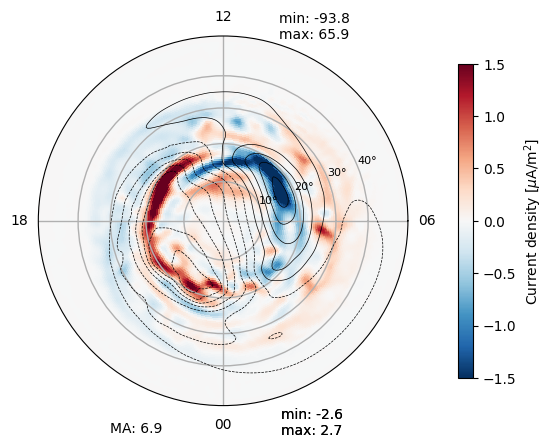 12
min: -93.8
max: 65.9
18
06
10°
20°
30°
40°
00
MA: 6.9
min: -2.6
max: 2.7
1.5
1.0
0.5
0.0
−0.5
−1.0
−1.5
Current density [μA/m²]